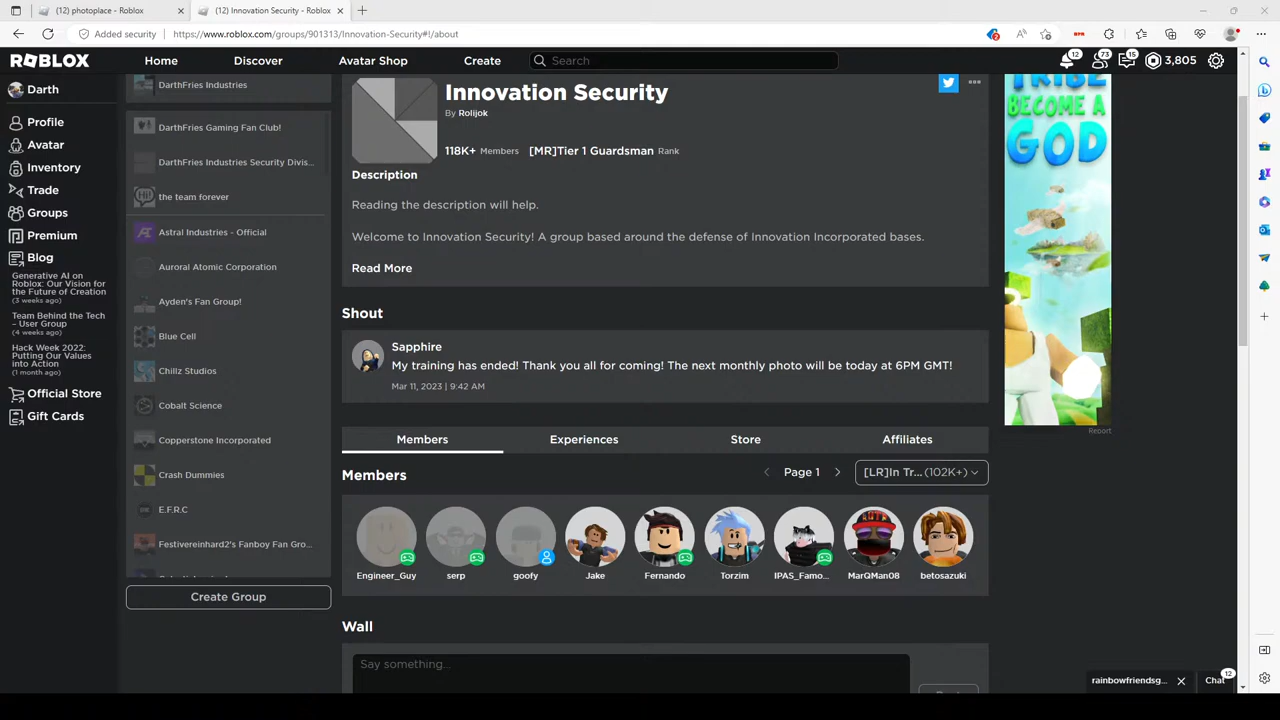 (12) photoplace - Roblox
(12) Innovation Security - Roblox
Added security
https://www.roblox.com/groups/901313/Innovation-Security#!/about
2
ROBLOX
Home
Discover
Avatar Shop
Create
Search
12
73
15
3,805
Darth
Profile
Avatar
Inventory
Trade
Groups
Premium
Blog
Generative AI on
Roblox: Our Vision for
the Future of Creation
(3 weeks ago)
Team Behind the Tech
- User Group
(4 weeks ago)
Hack Week 2022:
Putting Our Values
into Action
(1 month ago)
Official Store
Gift Cards
DarthFries Industries
DarthFries Gaming Fan Club!
DarthFries Industries Security Divis...
the team forever
Astral Industries - Official
Auroral Atomic Corporation
Ayden's Fan Group!
Blue Cell
Chillz Studios
Cobalt Science
Copperstone Incorporated
Crash Dummies
E.F.R.C
Festivereinhard2's Fanboy Fan Gro...
Create Group
Innovation Security
By Rolijok
118K+ Members
[MR]Tier 1 Guardsman Rank
Description
Reading the description will help.
Welcome to Innovation Security! A group based around the defense of Innovation Incorporated bases.
Read More
Shout
Sapphire
My training has ended! Thank you all for coming! The next monthly photo will be today at 6PM GMT!
Mar 11, 2023 | 9:42 AM
Members
Experiences
Store
Affiliates
Members
Page 1
[LR]In Tr... (102K+)
Engineer_Guy
serp
goofy
Jake
Fernando
Torzim
IPAS_Famo...
MarQMan08
betosazuki
Wall
Say something...
TRIBE
BECOME A
GOD
Report
rainbowfriendsg...
Chat
12